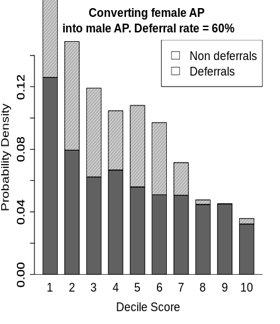 Converting female AP
into male AP. Deferral rate = 60%
Non deferrals
Deferrals
Probability Density
0.12
0.08
0.04
0.00
1 2 3 4 5 6 7 8 9 10
Decile Score